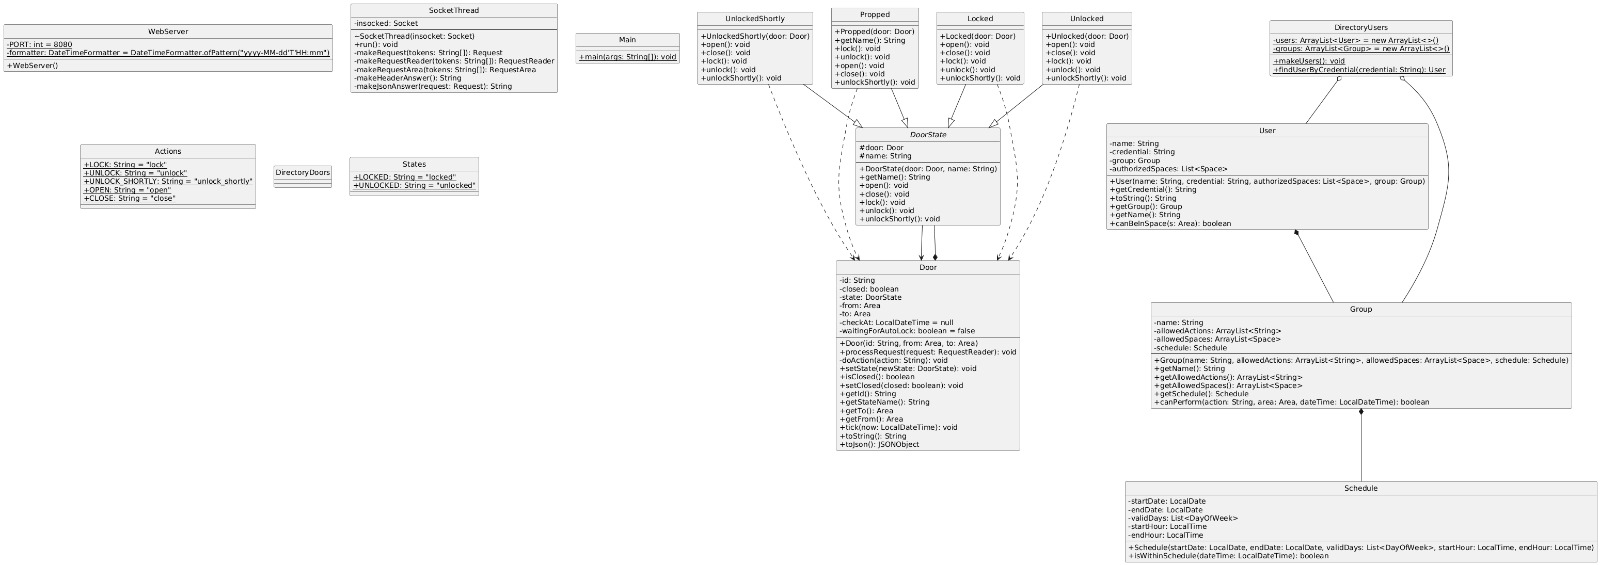 WebServer
-PORT: int = 8080
-formatter: DateTimeFormatter = DateTimeFormatter.ofPattern("yyyy-MM-dd'T'HH:mm")
+WebServer()
SocketThread
-insocked: Socket
~SocketThread(insocket: Socket)
+run(): void
-makeRequest(tokens: String[]): Request
-makeRequestReader(tokens: String[]): RequestReader
-makeRequestArea(tokens: String[]): RequestArea
-makeHeaderAnswer(): String
-makeJsonAnswer(request: Request): String
Main
+main(args: String[]): void
UnlockedShortly
+UnlockedShortly(door: Door)
+open(): void
+close(): void
+lock(): void
+unlock(): void
+unlockShortly(): void
Propped
+Propped(door: Door)
+getName(): String
+lock(): void
+unlock(): void
+open(): void
+close(): void
+unlockShortly(): void
Locked
+Locked(door: Door)
+open(): void
+close(): void
+lock(): void
+unlock(): void
+unlockShortly(): void
Unlocked
+Unlocked(door: Door)
+open(): void
+close(): void
+lock(): void
+unlock(): void
+unlockShortly(): void
DirectoryUsers
-users: ArrayList<User> = new ArrayList<>()
-groups: ArrayList<Group> = new ArrayList<>()
+makeUsers(): void
+findUserByCredential(credential: String): User
Actions
+LOCK: String = "lock"
+UNLOCK: String = "unlock"
+UNLOCK_SHORTLY: String = "unlock_shortly"
+OPEN: String = "open"
+CLOSE: String = "close"
DirectoryDoors
States
+LOCKED: String = "locked"
+UNLOCKED: String = "unlocked"
DoorState
#door: Door
#name: String
+DoorState(door: Door, name: String)
+getName(): String
+open(): void
+close(): void
+lock(): void
+unlock(): void
+unlockShortly(): void
User
-name: String
-credential: String
-group: Group
-authorizedSpaces: List<Space>
+User(name: String, credential: String, authorizedSpaces: List<Space>, group: Group)
+getCredential(): String
+toString(): String
+getGroup(): Group
+getName(): String
+canBeInSpace(s: Area): boolean
Door
-id: String
-closed: boolean
-state: DoorState
-from: Area
-to: Area
-checkAt: LocalDateTime = null
-waitingForAutoLock: boolean = false
+Door(id: String, from: Area, to: Area)
+processRequest(request: RequestReader): void
-doAction(action: String): void
+setState(newState: DoorState): void
+isClosed(): boolean
+setClosed(closed: boolean): void
+getId(): String
+getStateName(): String
+getTo(): Area
+getFrom(): Area
+tick(now: LocalDateTime): void
+toString(): String
+toJson(): JSONObject
Group
-name: String
-allowedActions: ArrayList<String>
-allowedSpaces: ArrayList<Space>
-schedule: Schedule
+Group(name: String, allowedActions: ArrayList<String>, allowedSpaces: ArrayList<Space>, schedule: Schedule)
+getName(): String
+getAllowedActions(): ArrayList<String>
+getAllowedSpaces(): ArrayList<Space>
+getSchedule(): Schedule
+canPerform(action: String, area: Area, dateTime: LocalDateTime): boolean
Schedule
-startDate: LocalDate
-endDate: LocalDate
-validDays: List<DayOfWeek>
-startHour: LocalTime
-endHour: LocalTime
+Schedule(startDate: LocalDate, endDate: LocalDate, validDays: List<DayOfWeek>, startHour: LocalTime, endHour: LocalTime)
+isWithinSchedule(dateTime: LocalDateTime): boolean